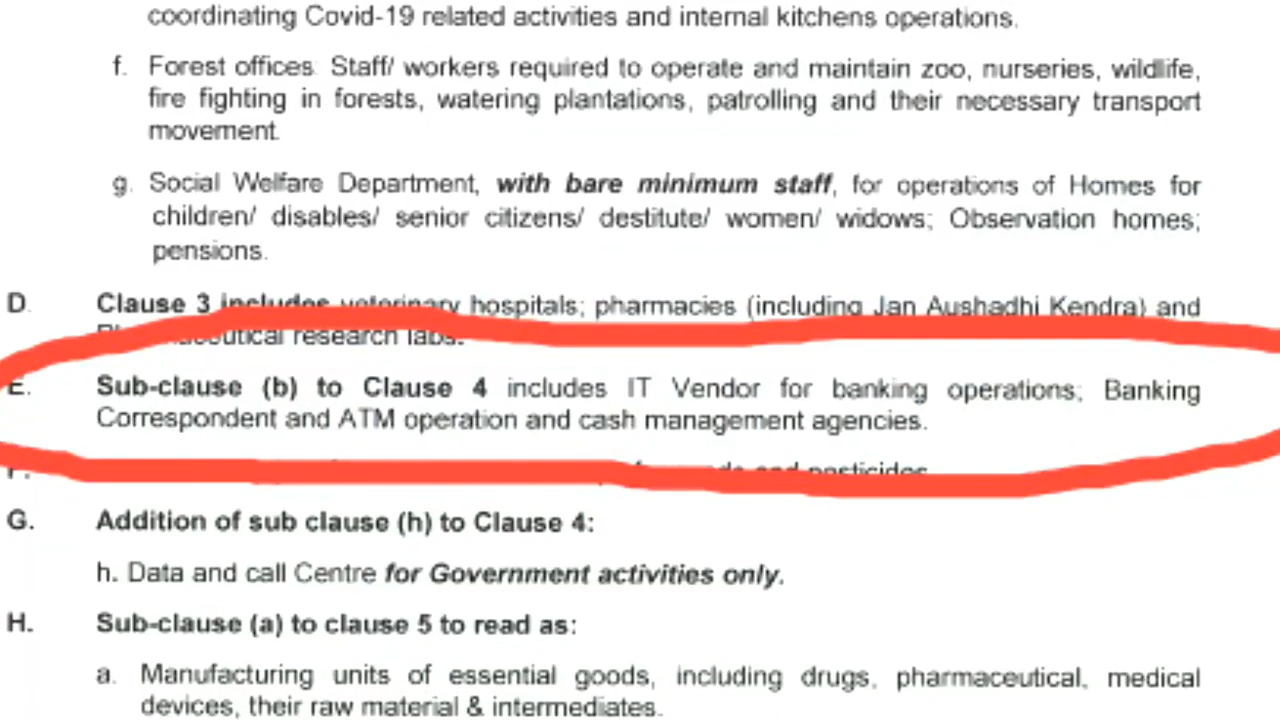 coordinating Covid-19 related activities and internal kitchens operations.
f. Forest offices: Staff/ workers required to operate and maintain zoo, nurseries, wildlife,
fire fighting in forests, watering plantations, patrolling and their necessary transport
movement.
g. Social Welfare Department, with bare minimum staff, for operations of Homes for
children/ disables/ senior citizens/ destitute/ women/ widows; Observation homes;
pensions.
D. Clause 3 includes veterinary hospitals; pharmacies (including Jan Aushadhi Kendra) and
research labs.
E. Sub-clause (b) to Clause 4 includes IT Vendor for banking operations; Banking
Correspondent and ATM operation and cash management agencies.
and pesticides
G. Addition of sub clause (h) to Clause 4:
h. Data and call Centre for Government activities only.
H. Sub-clause (a) to clause 5 to read as:
a. Manufacturing units of essential goods, including drugs, pharmaceutical, medical
devices, their raw material & intermediates.